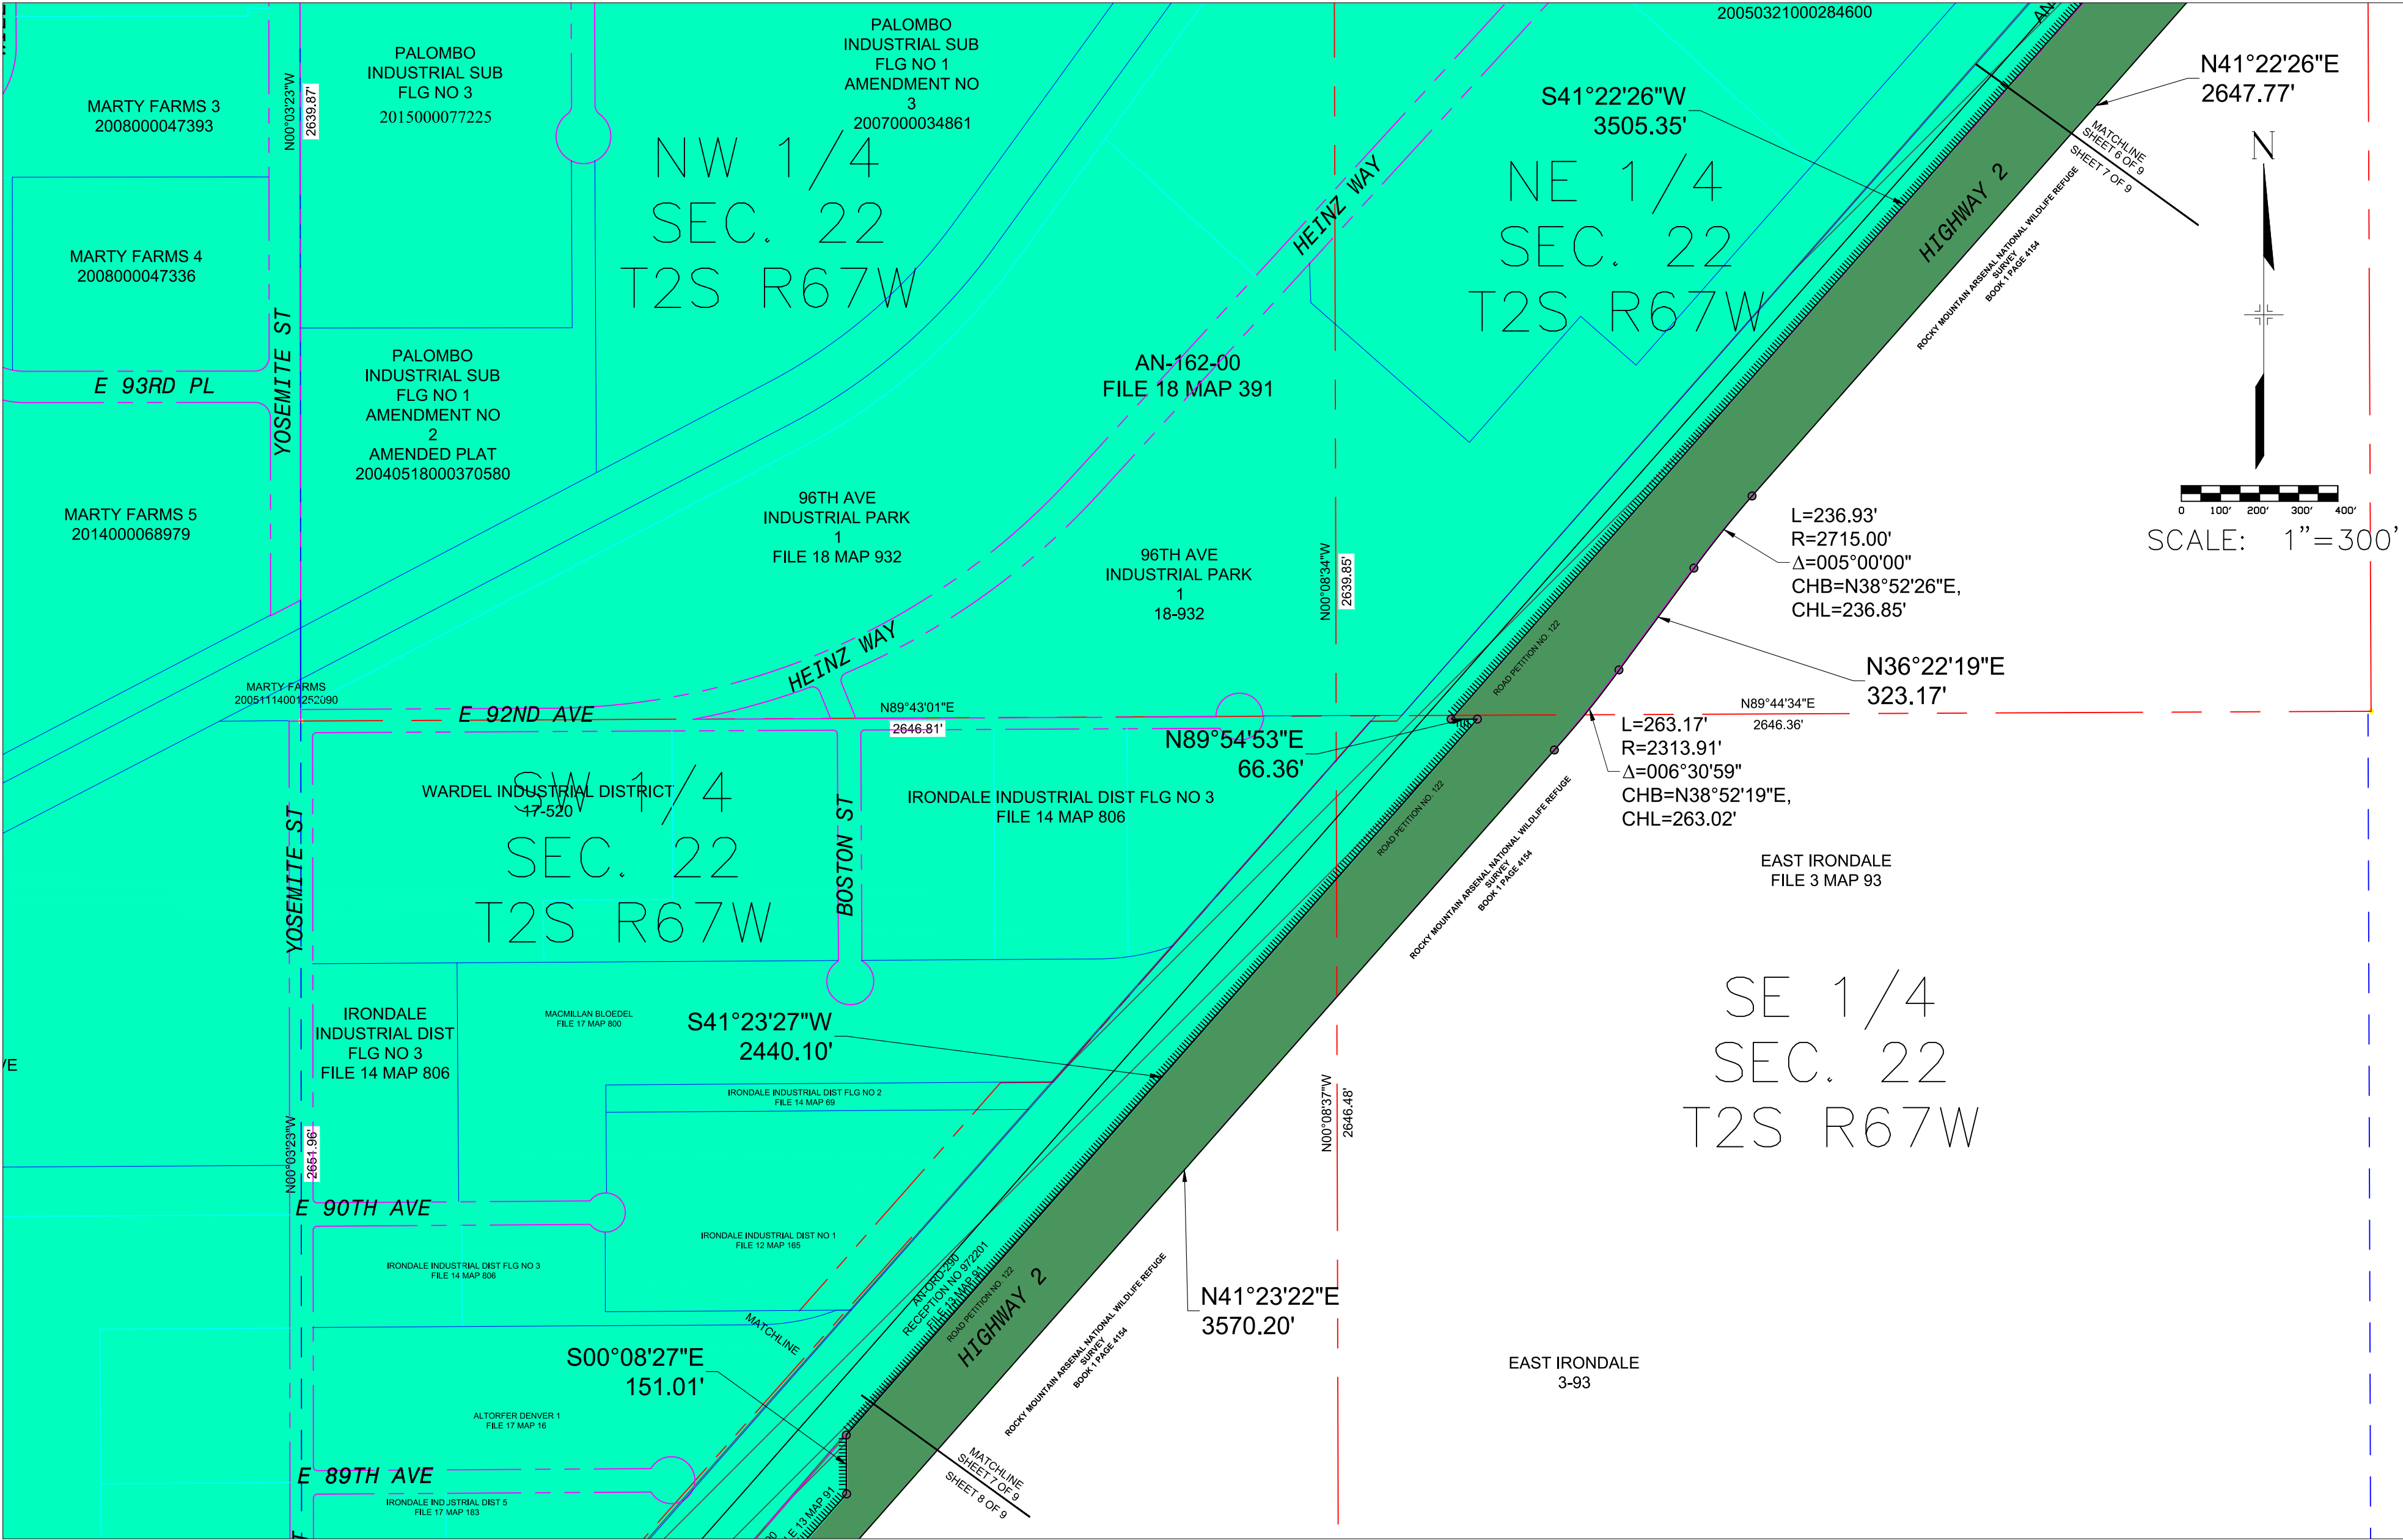 20050321000284600
PALOMBO
INDUSTRIAL SUB
FLG NO 1
AMENDMENT NO
3
2007000034861
PALOMBO
INDUSTRIAL SUB
FLG NO 3
2015000077225
MARTY FARMS 3
2008000047393
N00°03'23"W
2639.87'
NW 1/4
SEC. 22
T2S R67W
S41°22'26"W
3505.35'
N41°22'26"E
2647.77'
MATCHLINE
SHEET 6 OF 9
SHEET 7 OF 9
N
NE 1/4
SEC. 22
T2S R67W
HEINZ WAY
HIGHWAY 2
ROCKY MOUNTAIN ARSENAL NATIONAL WILDLIFE REFUGE
SURVEY
BOOK 1 PAGE 4154
MARTY FARMS 4
2008000047336
YOSEMITE ST
E 93RD PL
PALOMBO
INDUSTRIAL SUB
FLG NO 1
AMENDMENT NO
2
AMENDED PLAT
20040518000370580
AN-162-00
FILE 18 MAP 391
MARTY FARMS 5
2014000068979
96TH AVE
INDUSTRIAL PARK
1
FILE 18 MAP 932
96TH AVE
INDUSTRIAL PARK
1
18-932
N00°08'34"W
2639.85'
L=236.93'
R=2715.00'
Δ=005°00'00"
CHB=N38°52'26"E,
CHL=236.85'
0 100' 200' 300' 400'
SCALE: 1"=300'
ROAD PETITION NO. 122
N36°22'19"E
323.17'
HEINZ WAY
MARTY FARMS
20051114001252090
E 92ND AVE
N89°43'01"E
2646.81'
N89°54'53"E
66.36'
N89°44'34"E
2646.36'
L=263.17'
R=2313.91'
Δ=006°30'59"
CHB=N38°52'19"E,
CHL=263.02'
WARDEL INDUSTRIAL DISTRICT
17-520
SW 1/4
SEC. 22
T2S R67W
YOSEMITE ST
BOSTON ST
IRONDALE INDUSTRIAL DIST FLG NO 3
FILE 14 MAP 806
ROAD PETITION NO. 122
ROCKY MOUNTAIN ARSENAL NATIONAL WILDLIFE REFUGE
SURVEY
BOOK 1 PAGE 4154
EAST IRONDALE
FILE 3 MAP 93
SE 1/4
SEC. 22
T2S R67W
IRONDALE
INDUSTRIAL DIST
FLG NO 3
FILE 14 MAP 806
MACMILLAN BLOEDEL
FILE 17 MAP 800
S41°23'27"W
2440.10'
IRONDALE INDUSTRIAL DIST FLG NO 2
FILE 14 MAP 69
N00°08'37"W
2646.48'
N00°03'23"W
2651.96'
E 90TH AVE
IRONDALE INDUSTRIAL DIST NO 1
FILE 12 MAP 165
IRONDALE INDUSTRIAL DIST FLG NO 3
FILE 14 MAP 806
AN-ORD-290
RECEPTION NO 972201
FILE 13 MAP 91
ROAD PETITION NO. 122
HIGHWAY 2
ROCKY MOUNTAIN ARSENAL NATIONAL WILDLIFE REFUGE
SURVEY
BOOK 1 PAGE 4154
N41°23'22"E
3570.20'
MATCHLINE
S00°08'27"E
151.01'
EAST IRONDALE
3-93
ALTORFER DENVER 1
FILE 17 MAP 16
E 89TH AVE
IRONDALE INDUSTRIAL DIST 5
FILE 17 MAP 183
MATCHLINE
SHEET 7 OF 9
SHEET 8 OF 9
13 MAP 91